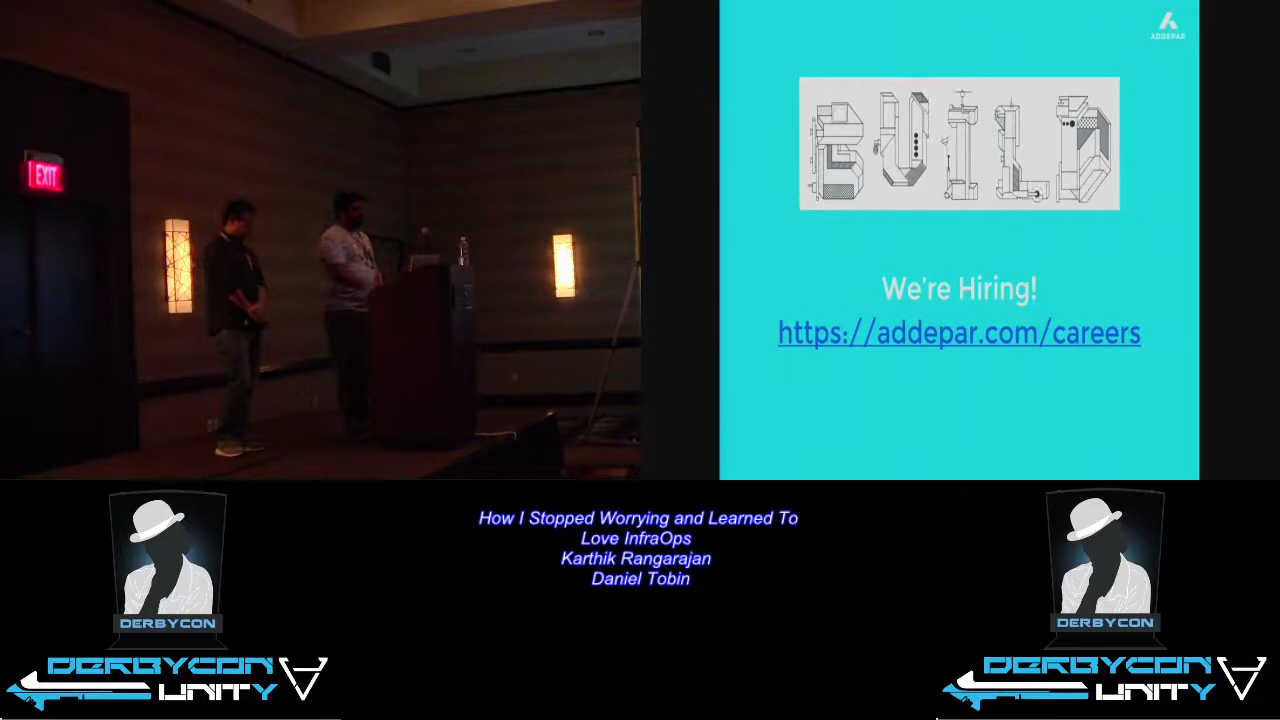 EXIT
ADDEPAR
BUILD
We're Hiring!
https://addepar.com/careers
How I Stopped Worrying and Learned To
Love InfraOps
Karthik Rangarajan
Daniel Tobin
DERBYCON
DERBYCON
UNITY
DERBYCON
DERBYCON
UNITY